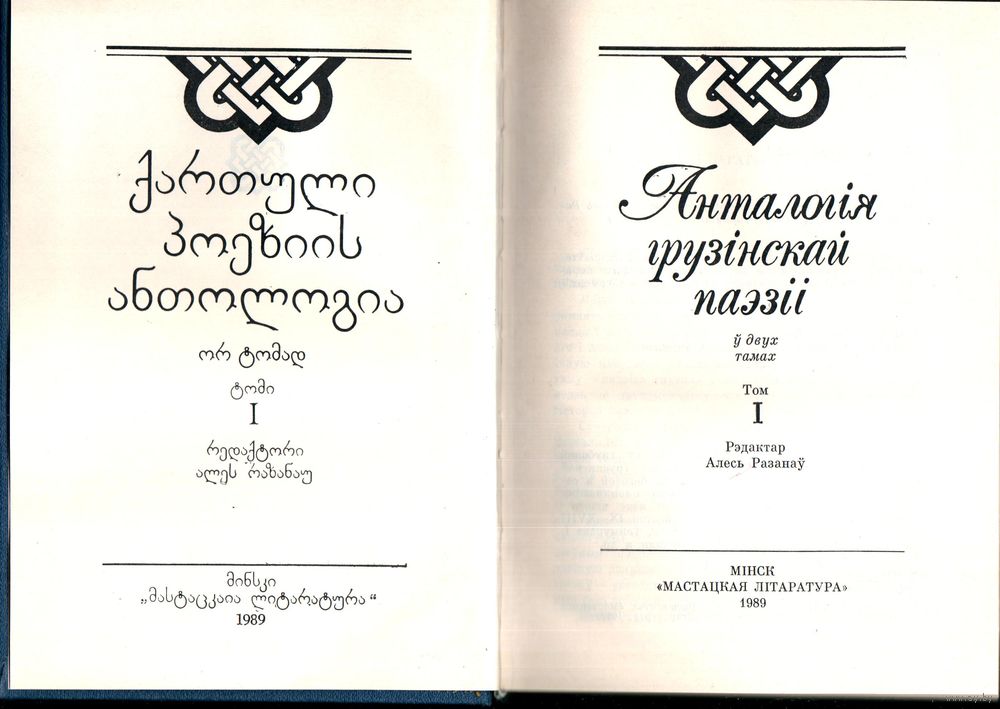 ქართული
პოეზიის
ანთოლოგია
ორ ტომად
ტომი
I
რედაქტორი
ალეს რაზანაუ
მინსკი
„მასტაცკაია ლიტარატურა“
1989
Анталогія
грузінскай
паэзіі
ў двух
тамах
Том
I
Рэдактар
Алесь Разанаў
МІНСК
«МАСТАЦКАЯ ЛІТАРАТУРА»
1989